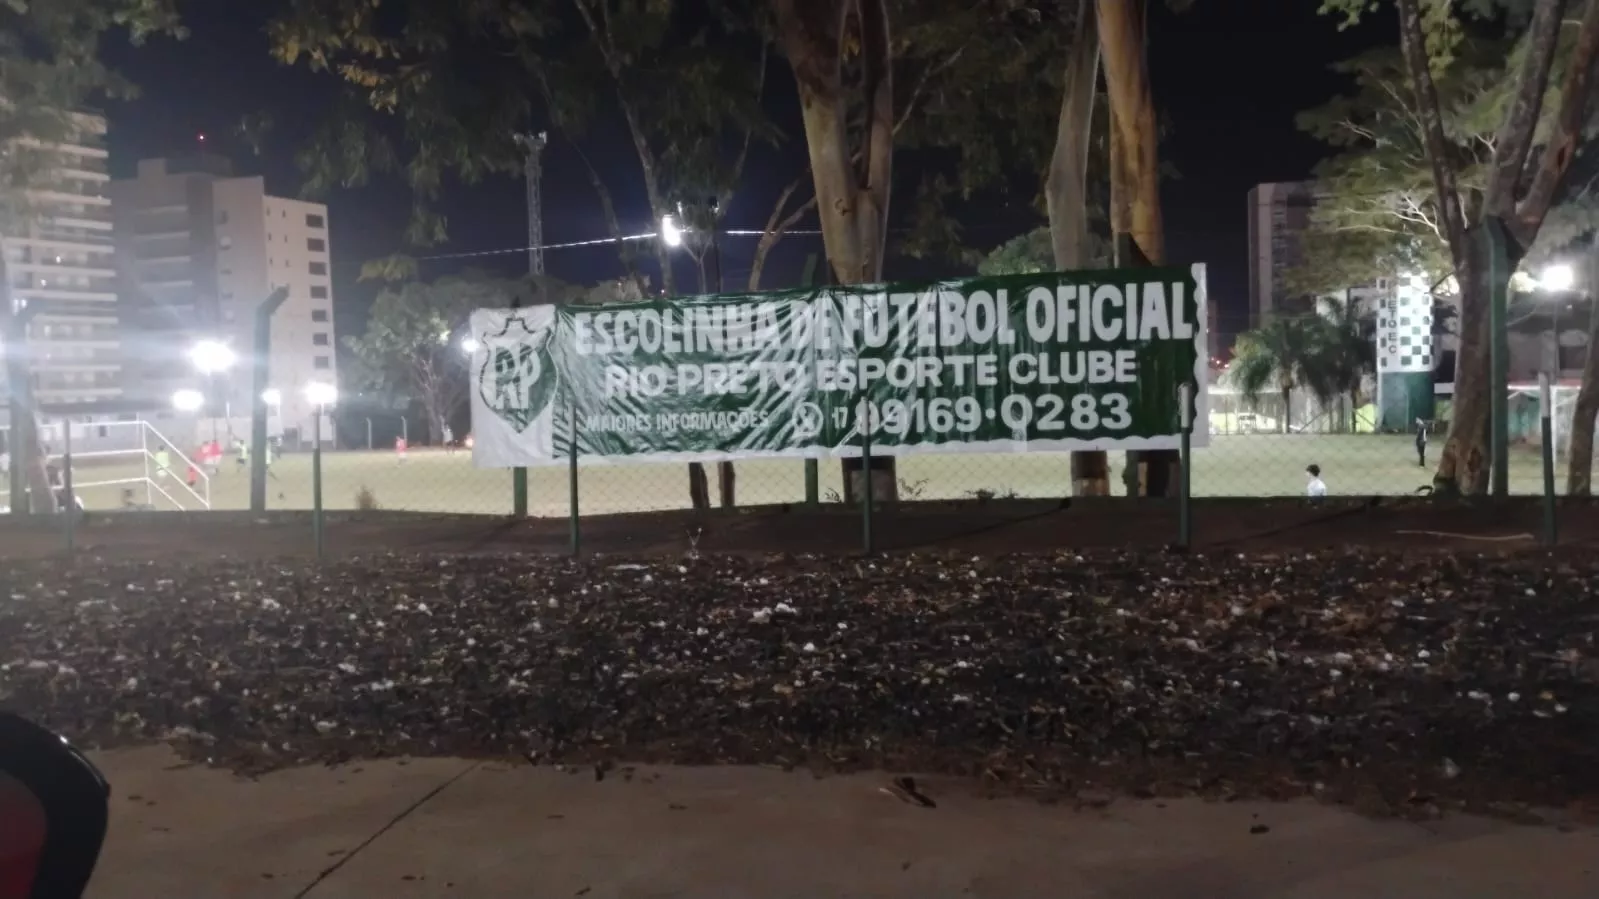 RP
ESCOLINHA DE FUTEBOL OFICIAL
RIO PRETO ESPORTE CLUBE
MAIORES INFORMAÇÕES 17 99169·0283